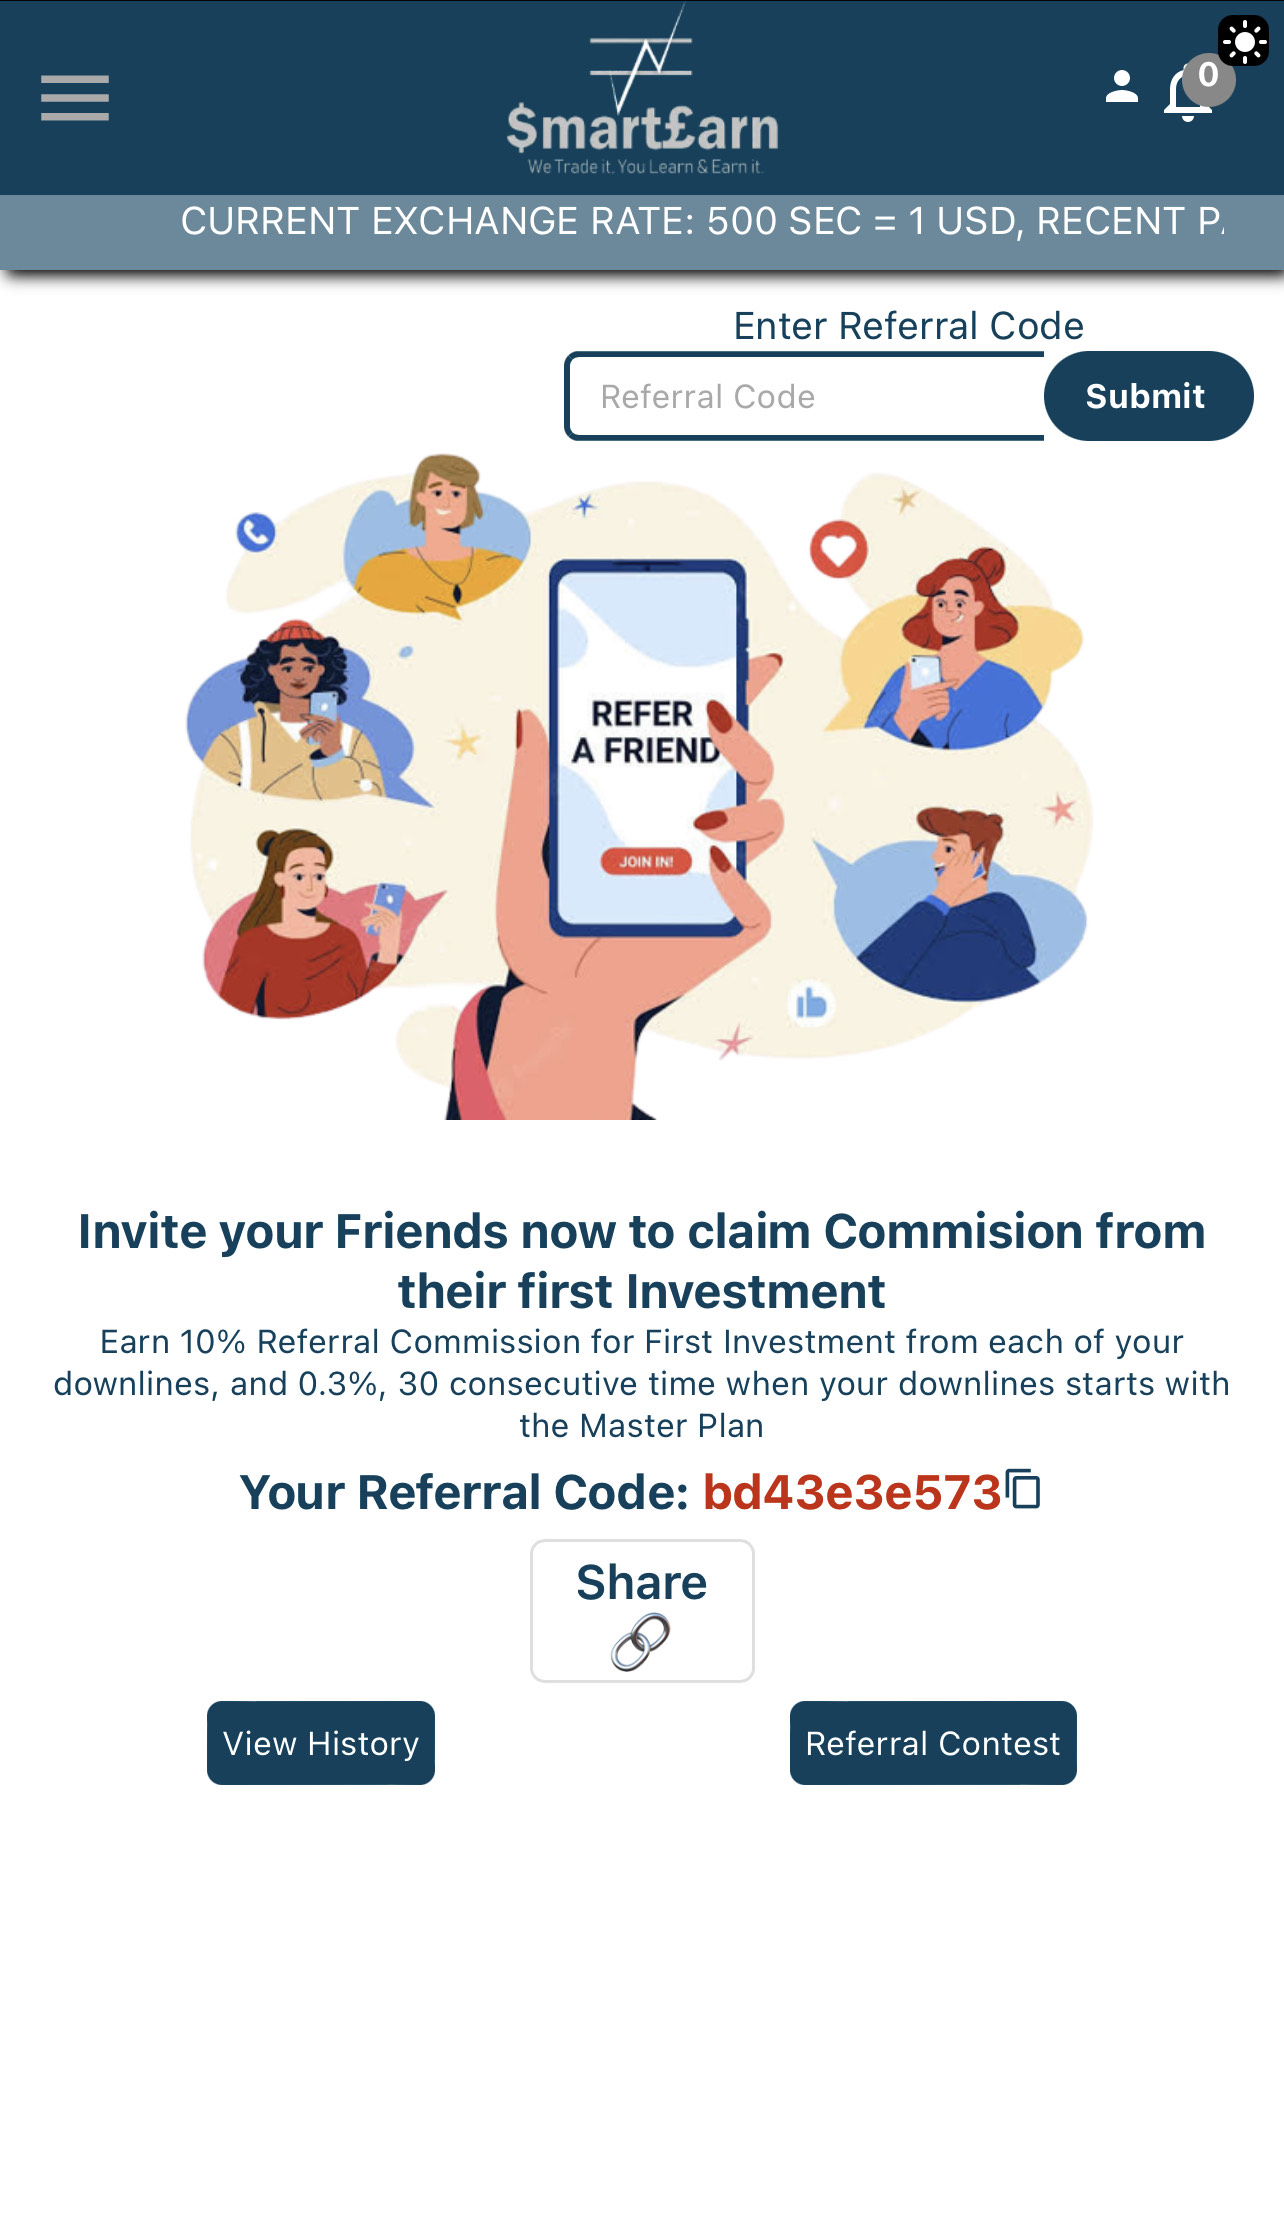 $mart£arn
We Trade it. You Learn & Earn it.
0
CURRENT EXCHANGE RATE: 500 SEC = 1 USD, RECENT
Enter Referral Code
Referral Code
Submit
REFER
A FRIEND
JOIN IN!
Invite your Friends now to claim Commision from
their first Investment
Earn 10% Referral Commission for First Investment from each of your
downlines, and 0.3%, 30 consecutive time when your downlines starts with
the Master Plan
Your Referral Code: bd43e3e573
Share
View History
Referral Contest